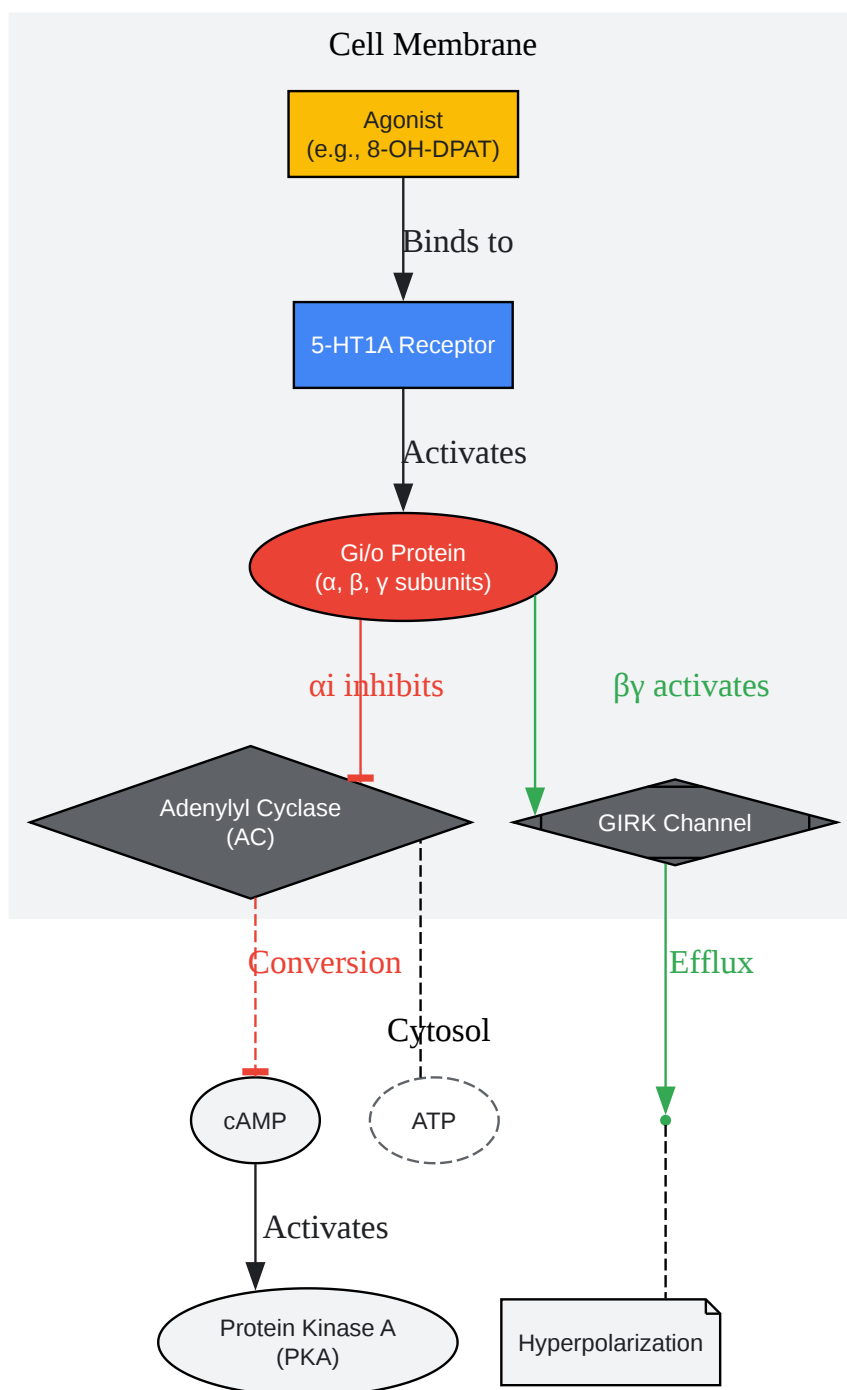 Cell Membrane
Agonist
(e.g., 8-OH-DPAT)
Binds to
5-HT1A Receptor
Activates
Gi/o Protein
(α, β, γ subunits)
αi inhibits
βγ activates
Adenylyl Cyclase
(AC)
GIRK Channel
Conversion
Efflux
Cytosol
cAMP
ATP
Activates
Protein Kinase A
(PKA)
Hyperpolarization